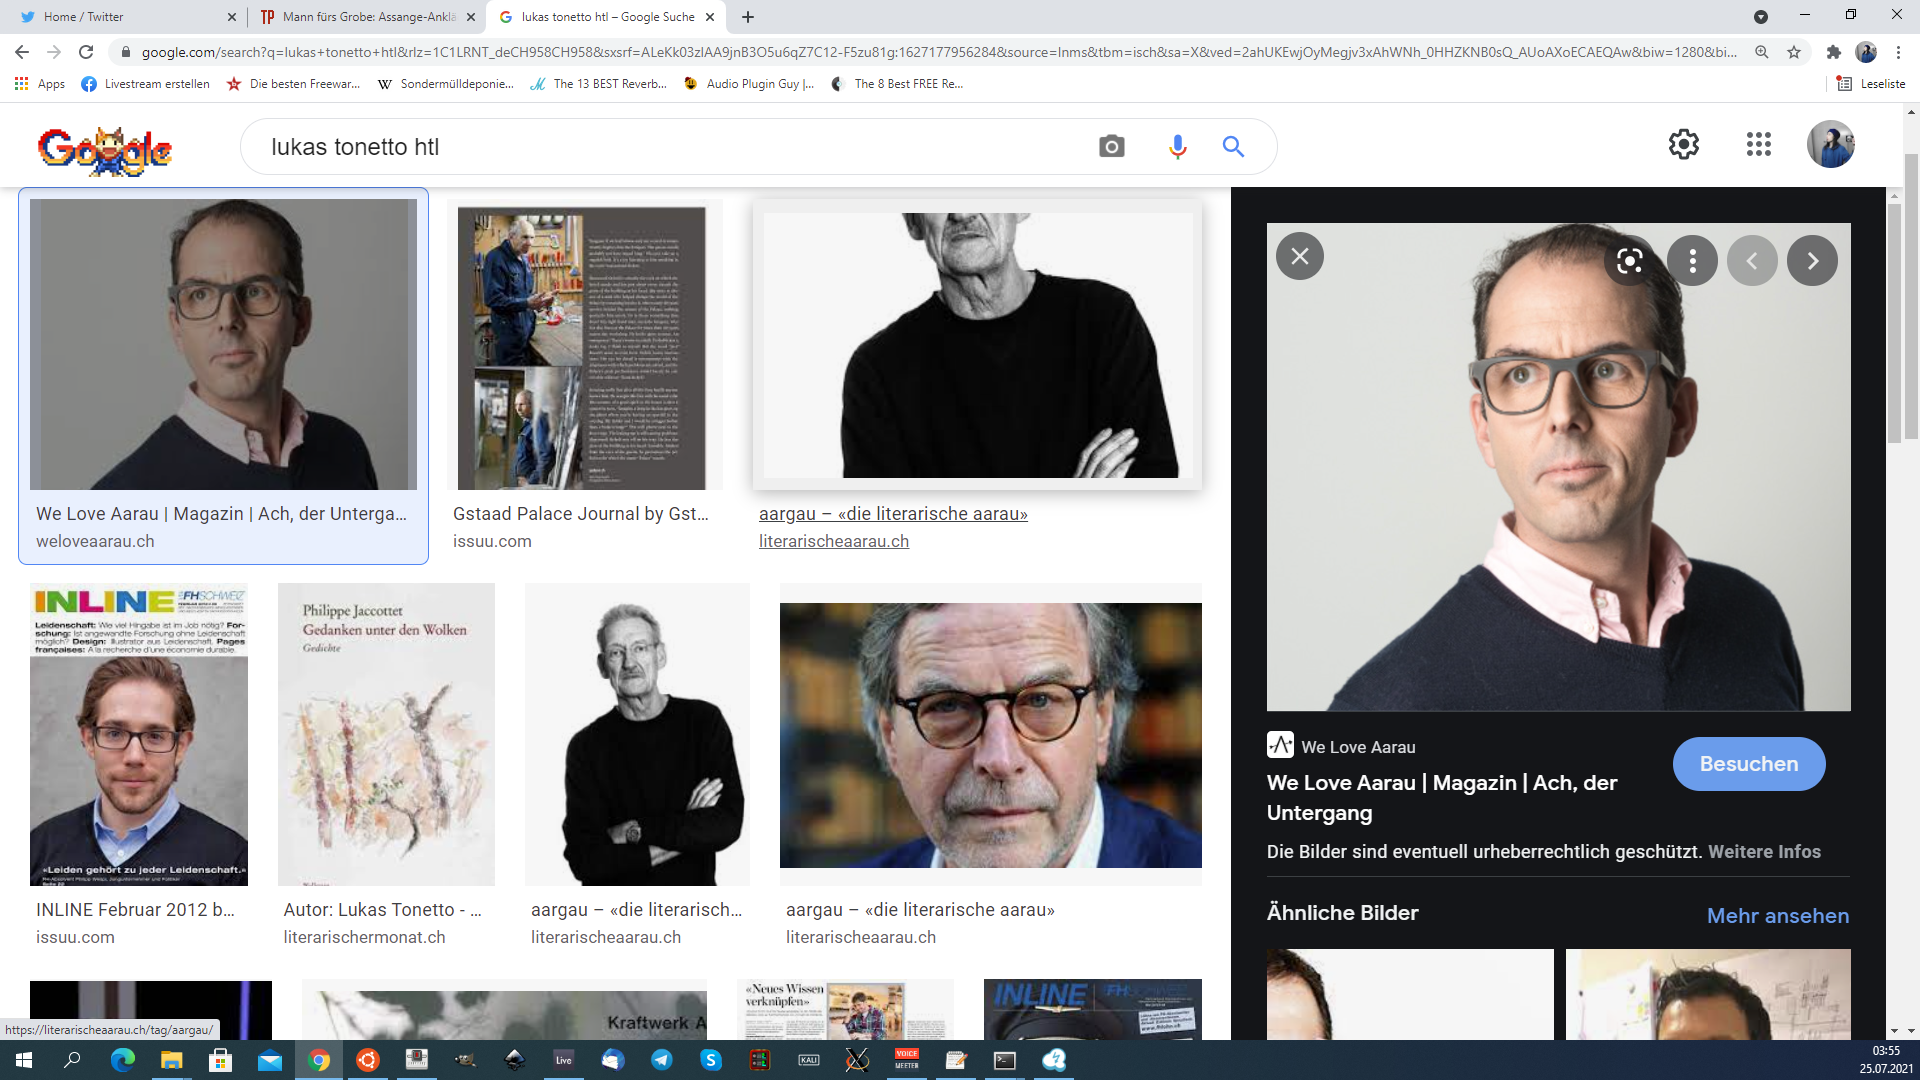 Home / Twitter
Mann fürs Grobe: Assange-Anklä
lukas tonetto htl – Google Suche
google.com/search?q=lukas+tonetto+htl&rlz=1C1LRNT_deCH958CH958&sxsrf=ALeKk03zlAA9jnB3O5u6qZ7C12-F5zu81g:1627177956284&source=lnms&tbm=isch&sa=X&ved=2ahUKEwjOyMegjv3xAhWNh_0HHZKNB0sQ_AUoAXoECAEQAw&biw=1280&bi...
Apps
Livestream erstellen
Die besten Freewar...
Sondermülldeponie...
The 13 BEST Reverb...
Audio Plugin Guy |...
The 8 Best FREE Re...
Leseliste
Google
lukas tonetto htl
We Love Aarau | Magazin | Ach, der Unterga...
weloveaarau.ch
Gstaad Palace Journal by Gst...
issuu.com
aargau – «die literarische aarau»
literarischeaarau.ch
INLINE
FHSCHWEIZ
Leidenschaft: Wie viel Hingabe ist im Job nötig? For-
schung: Ist angewandte Forschung ohne Leidenschaft
möglich? Design: Illustrator aus Leidenschaft. Pages
françaises: A la recherche d'une économie durable.
«Leiden gehört zu jeder Leidenschaft.»
Philippe Jaccottet
Gedanken unter den Wolken
Gedichte
INLINE Februar 2012 b...
issuu.com
Autor: Lukas Tonetto - ...
literarischermonat.ch
aargau – «die literarisch...
literarischeaarau.ch
aargau – «die literarische aarau»
literarischeaarau.ch
We Love Aarau
Besuchen
We Love Aarau | Magazin | Ach, der
Untergang
Die Bilder sind eventuell urheberrechtlich geschützt. Weitere Infos
Ähnliche Bilder
Mehr ansehen
Kraftwerk A
«Neues Wissen
verknüpfen»
INLINE
FHSCHWEIZ
https://literarischeaarau.ch/tag/aargau/
Live
KALI
VOICE
MEETER
03:55
25.07.2021